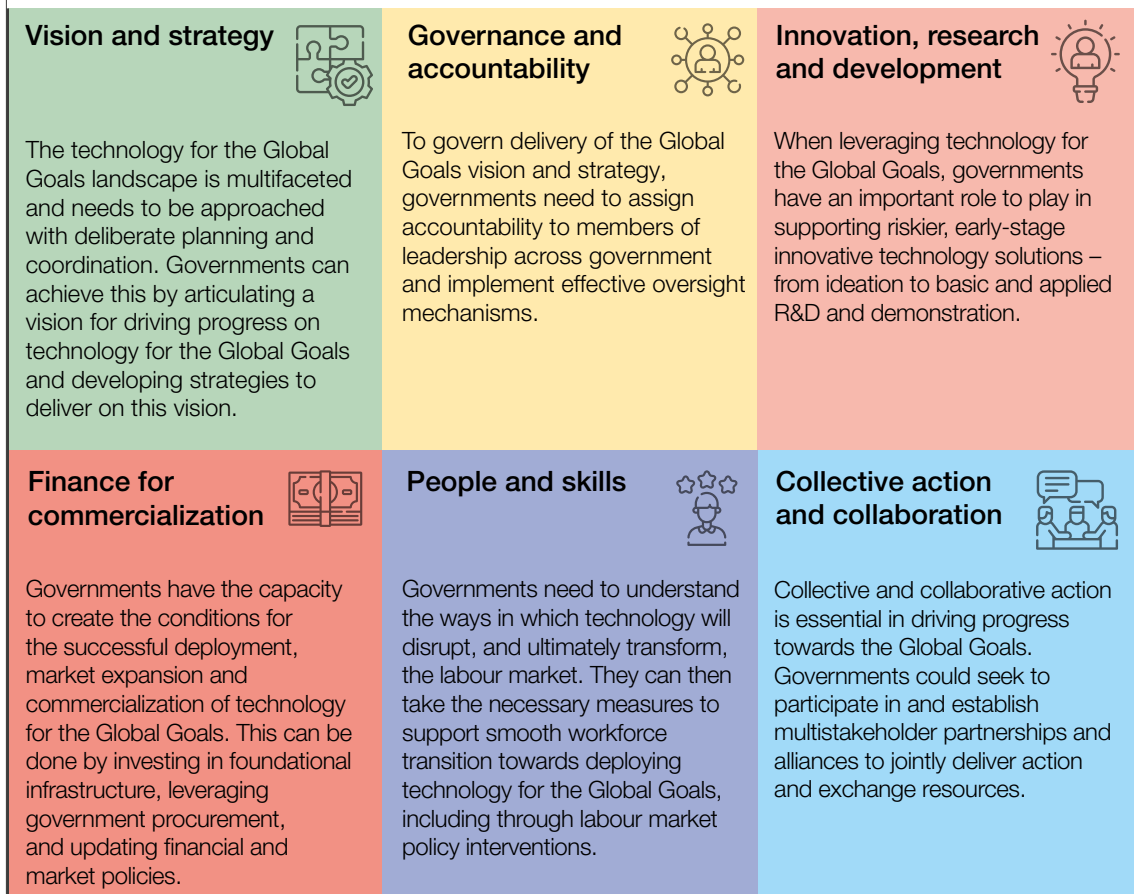 Vision and strategy
The technology for the Global
Goals landscape is multifaceted
and needs to be approached
with deliberate planning and
coordination. Governments can
achieve this by articulating a
vision for driving progress on
technology for the Global Goals
and developing strategies to
deliver on this vision.
Governance and
accountability
To govern delivery of the Global
Goals vision and strategy,
governments need to assign
accountability to members of
leadership across government
and implement effective oversight
mechanisms.
Innovation, research
and development
When leveraging technology for
the Global Goals, governments
have an important role to play in
supporting riskier, early-stage
innovative technology solutions –
from ideation to basic and applied
R&D and demonstration.
Finance for
commercialization
Governments have the capacity
to create the conditions for
the successful deployment,
market expansion and
commercialization of technology
for the Global Goals. This can be
done by investing in foundational
infrastructure, leveraging
government procurement,
and updating financial and
market policies.
People and skills
Governments need to understand
the ways in which technology will
disrupt, and ultimately transform,
the labour market. They can then
take the necessary measures to
support smooth workforce
transition towards deploying
technology for the Global Goals,
including through labour market
policy interventions.
Collective action
and collaboration
Collective and collaborative action
is essential in driving progress
towards the Global Goals.
Governments could seek to
participate in and establish
multistakeholder partnerships and
alliances to jointly deliver action
and exchange resources.